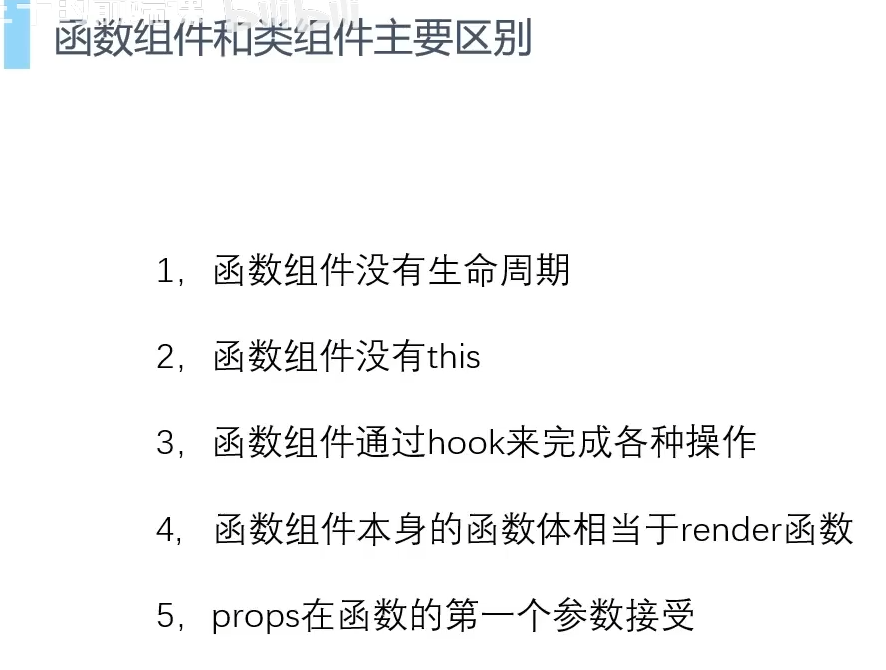 函数组件和类组件主要区别
1，函数组件没有生命周期
2，函数组件没有this
3，函数组件通过hook来完成各种操作
4，函数组件本身的函数体相当于render函数
5，props在函数的第一个参数接受